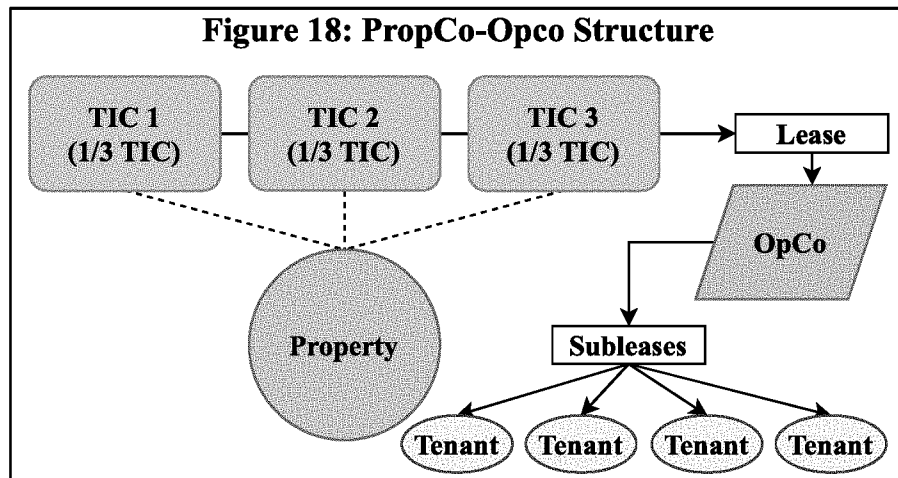 Figure 18: PropCo-Opco Structure
TIC 1
(1/3 TIC)
TIC 2
(1/3 TIC)
TIC 3
(1/3 TIC)
Lease
OpCo
Property
Subleases
Tenant
Tenant
Tenant
Tenant